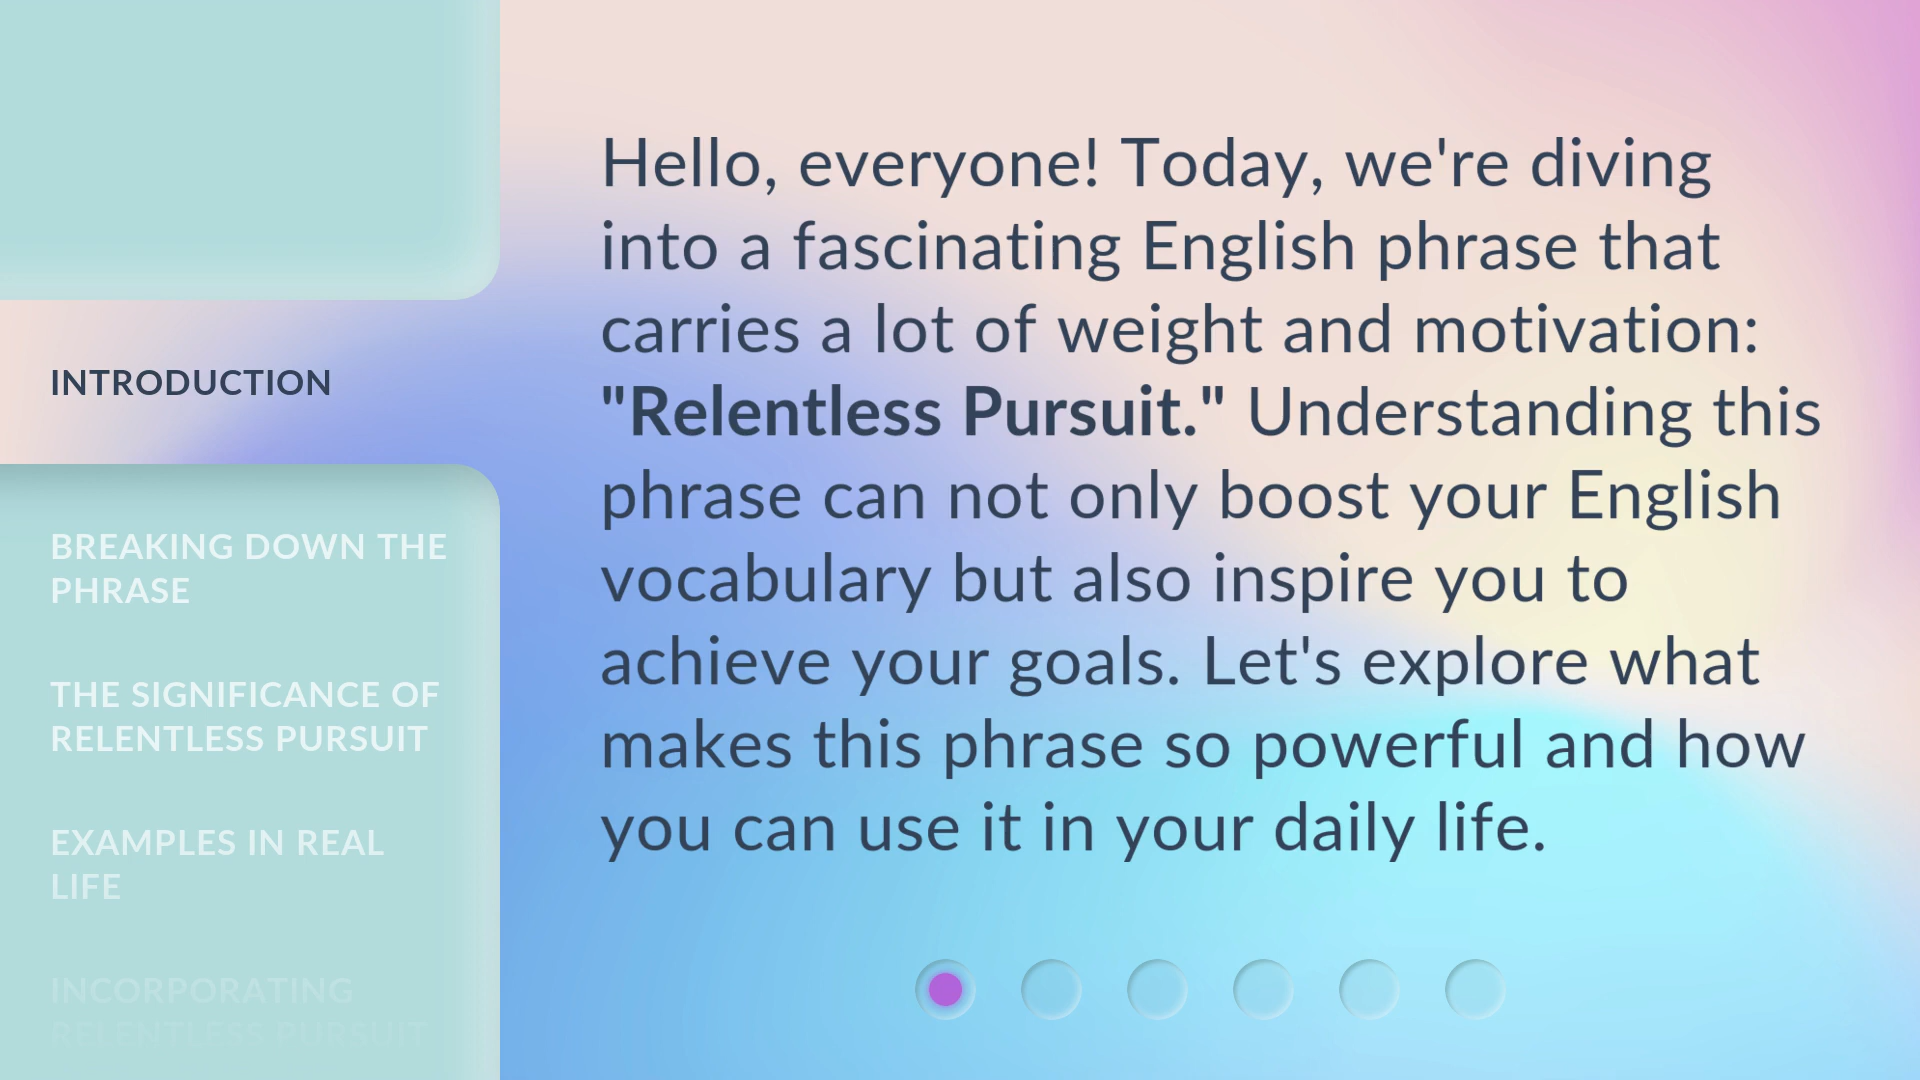 INTRODUCTION
BREAKING DOWN THE
PHRASE
THE SIGNIFICANCE OF
RELENTLESS PURSUIT
EXAMPLES IN REAL
LIFE
INCORPORATING
RELENTLESS PURSUIT
Hello, everyone! Today, we're diving
into a fascinating English phrase that
carries a lot of weight and motivation:
"Relentless Pursuit." Understanding this
phrase can not only boost your English
vocabulary but also inspire you to
achieve your goals. Let's explore what
makes this phrase so powerful and how
you can use it in your daily life.